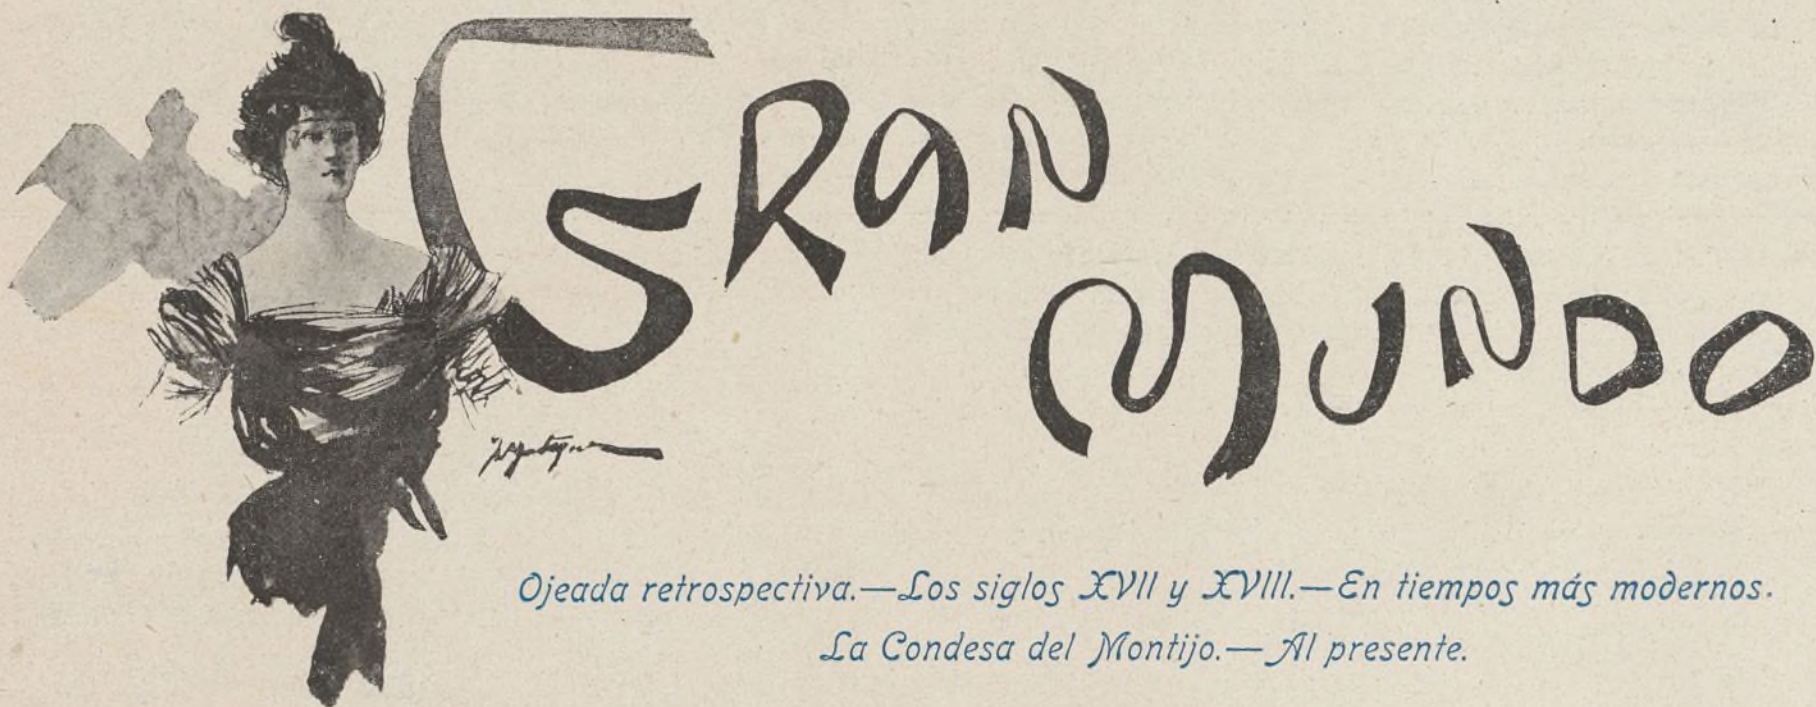 GRAN
MUNDO
Ojeada retrospectiva.—Los siglos XVII y XVIII.—En tiempos más modernos.
La Condesa del Montijo.—Al presente.